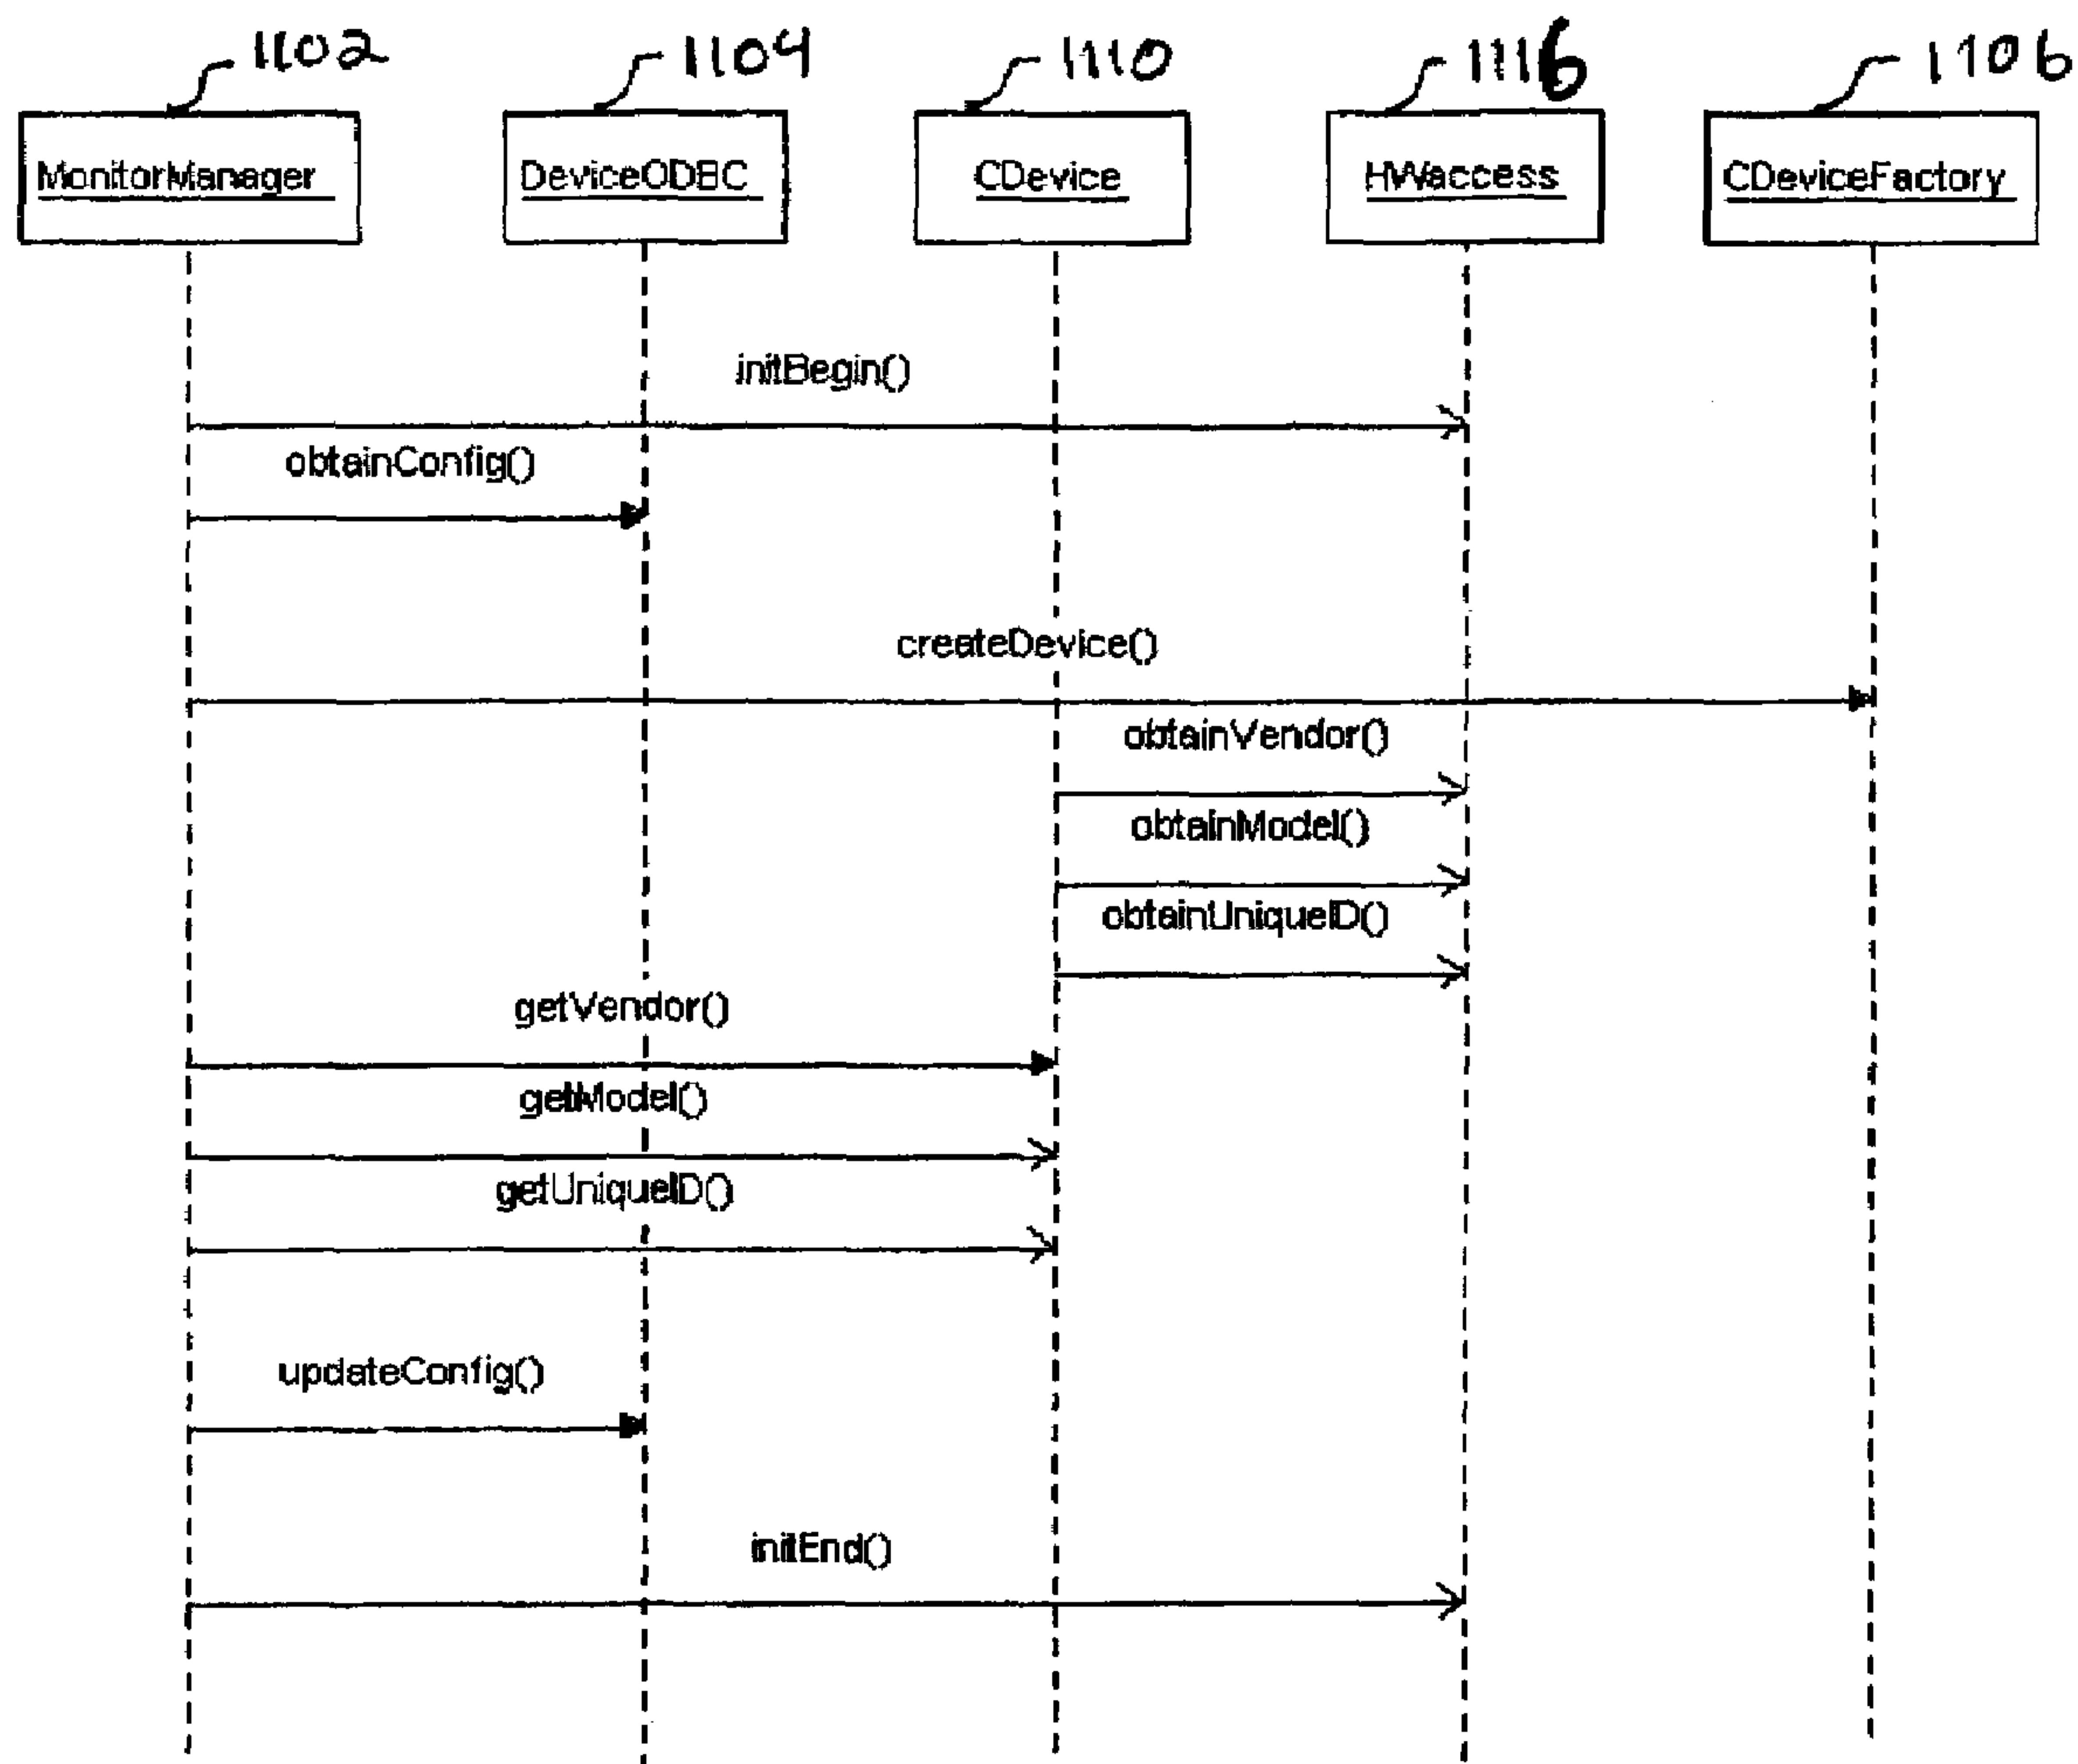 1102 1104 1110 1116 1106
MonitorManager DeviceODBC CDevice HWaccess CDeviceFactory
initBegin()
obtainConfig()
createDevice()
obtainVendor()
obtainModel()
obtainUniqueID()
getVendor()
getModel()
getUniqueID()
updateConfig()
initEnd()